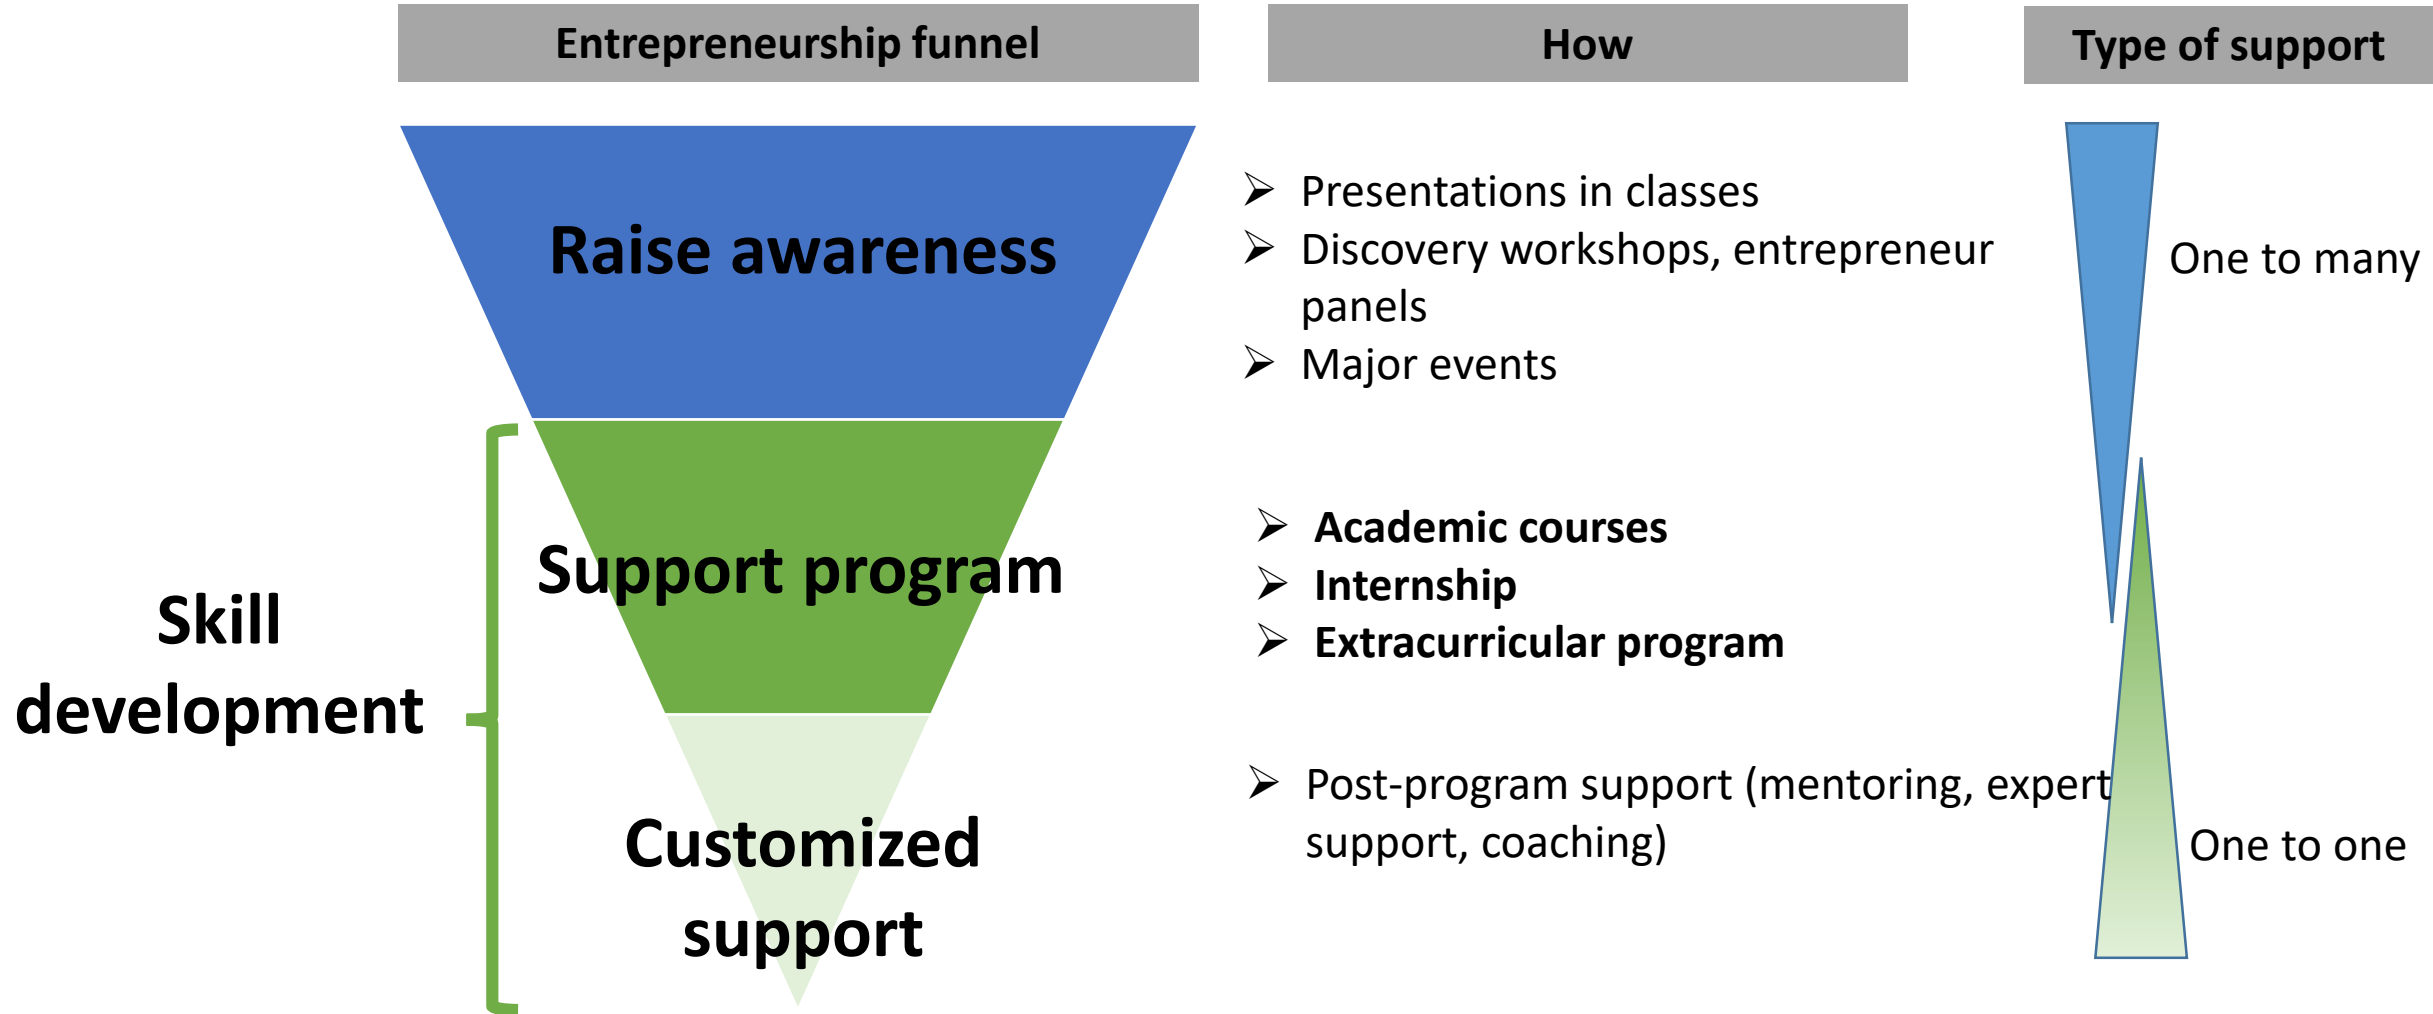 Entrepreneurship funnel
How
Type of support
Raise awareness
Presentations in classes
Discovery workshops, entrepreneur
panels
Major events
One to many
Skill
development
Support program
Academic courses
Internship
Extracurricular program
Customized
support
Post-program support (mentoring, expert
support, coaching)
One to one